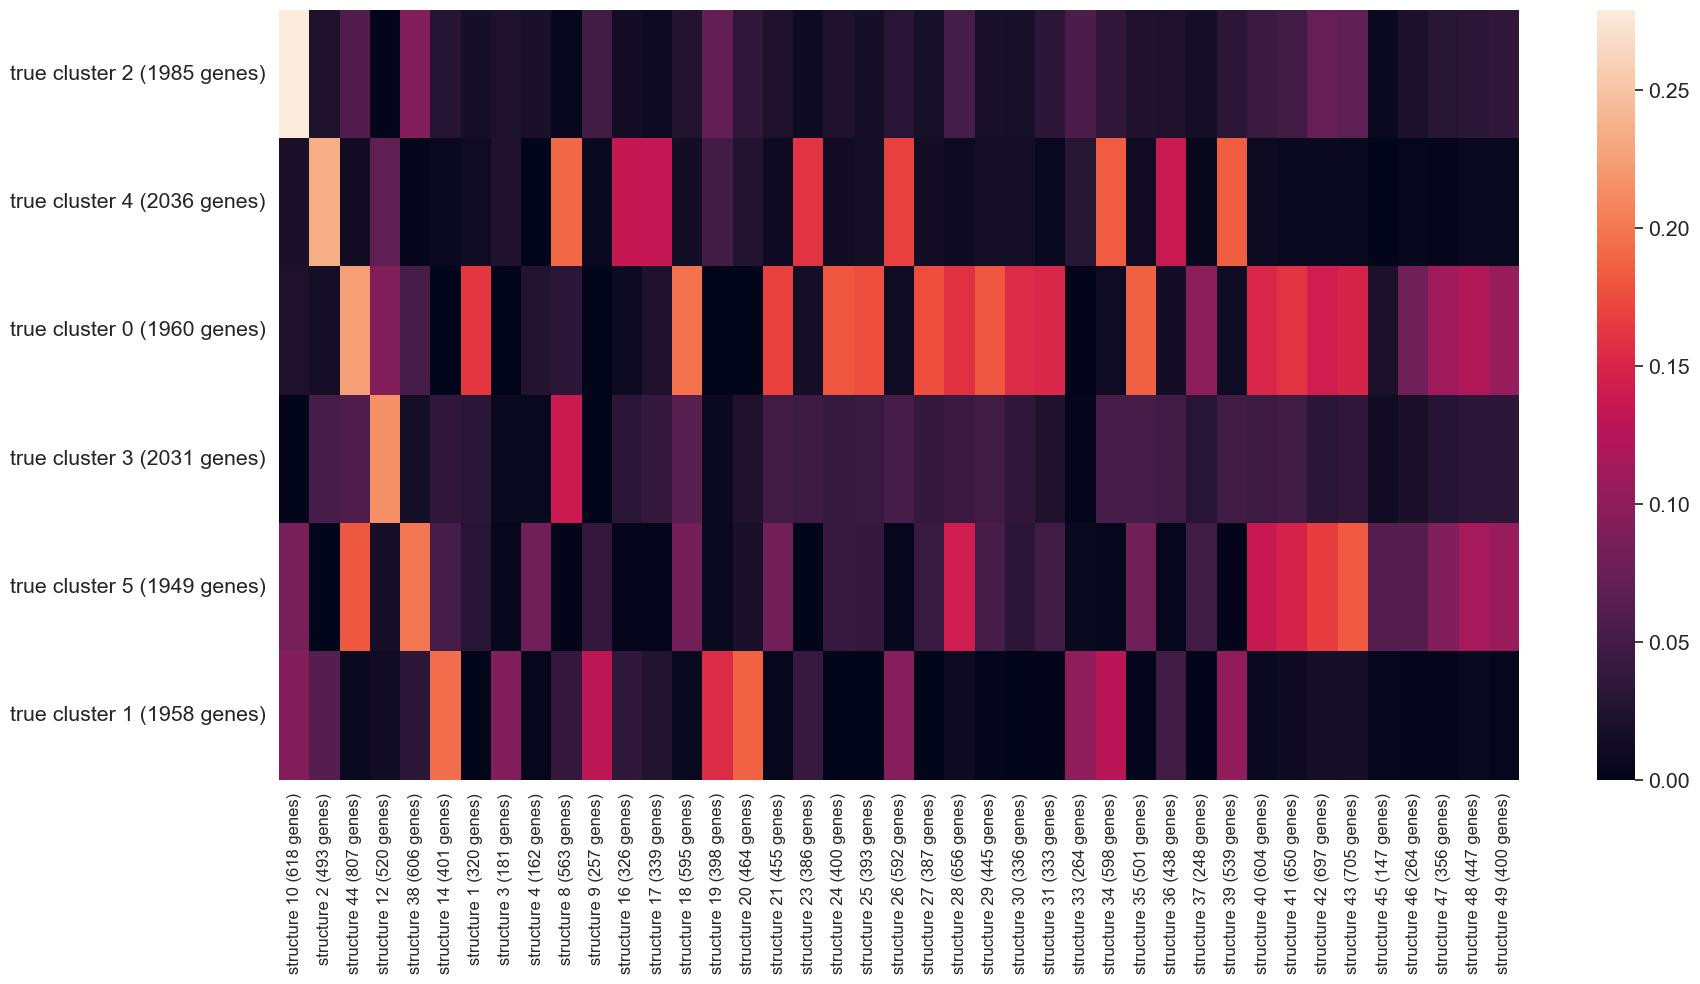 true cluster 2 (1985 genes)
true cluster 4 (2036 genes)
true cluster 0 (1960 genes)
true cluster 3 (2031 genes)
true cluster 5 (1949 genes)
true cluster 1 (1958 genes)
0.25
0.20
0.15
0.10
0.05
0.00
structure 10 (618 genes)
structure 2 (493 genes)
structure 44 (807 genes)
structure 12 (520 genes)
structure 38 (606 genes)
structure 14 (401 genes)
structure 1 (320 genes)
structure 3 (181 genes)
structure 4 (162 genes)
structure 8 (563 genes)
structure 9 (257 genes)
structure 16 (326 genes)
structure 17 (339 genes)
structure 18 (595 genes)
structure 19 (398 genes)
structure 20 (464 genes)
structure 21 (455 genes)
structure 23 (386 genes)
structure 24 (400 genes)
structure 25 (393 genes)
structure 26 (592 genes)
structure 27 (387 genes)
structure 28 (656 genes)
structure 29 (445 genes)
structure 30 (336 genes)
structure 31 (333 genes)
structure 33 (264 genes)
structure 34 (598 genes)
structure 35 (501 genes)
structure 36 (438 genes)
structure 37 (248 genes)
structure 39 (539 genes)
structure 40 (604 genes)
structure 41 (650 genes)
structure 42 (697 genes)
structure 43 (705 genes)
structure 45 (147 genes)
structure 46 (264 genes)
structure 47 (356 genes)
structure 48 (447 genes)
structure 49 (400 genes)